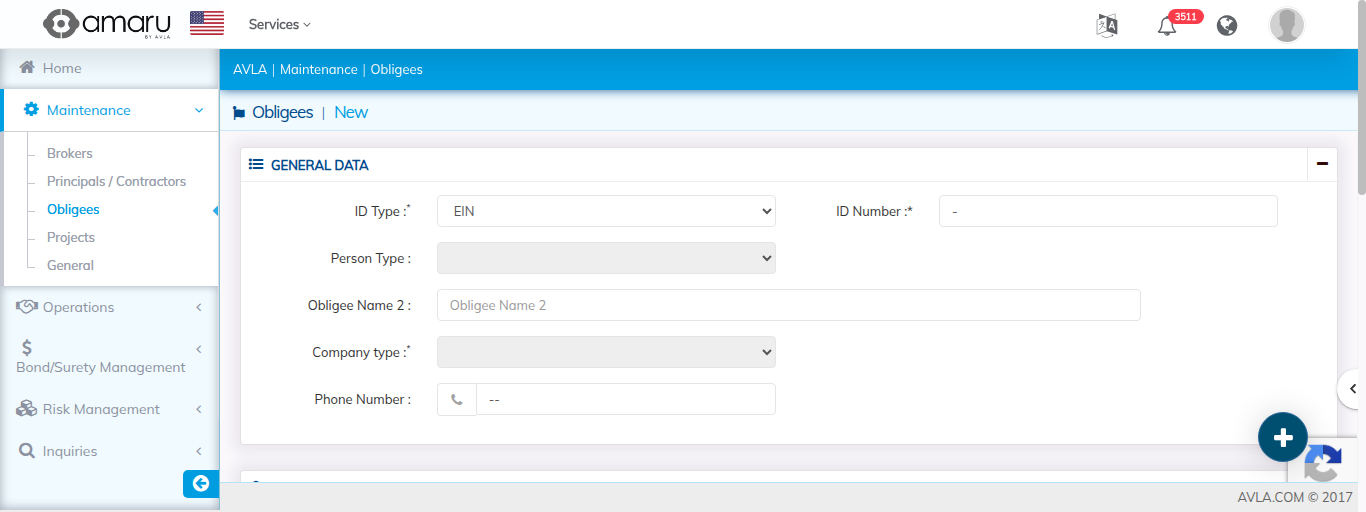 amaru
BY AVLA
Services
文A
3511
Home
AVLA | Maintenance | Obligees
Maintenance
Obligees | New
Brokers
GENERAL DATA
Principals / Contractors
ID Type :*
EIN
ID Number :*
-
Obligees
Projects
Person Type :
General
Obligee Name 2 :
Obligee Name 2
Operations
Company type :*
$
Bond/Surety Management
Phone Number :
--
Risk Management
Inquiries
AVLA.COM © 2017